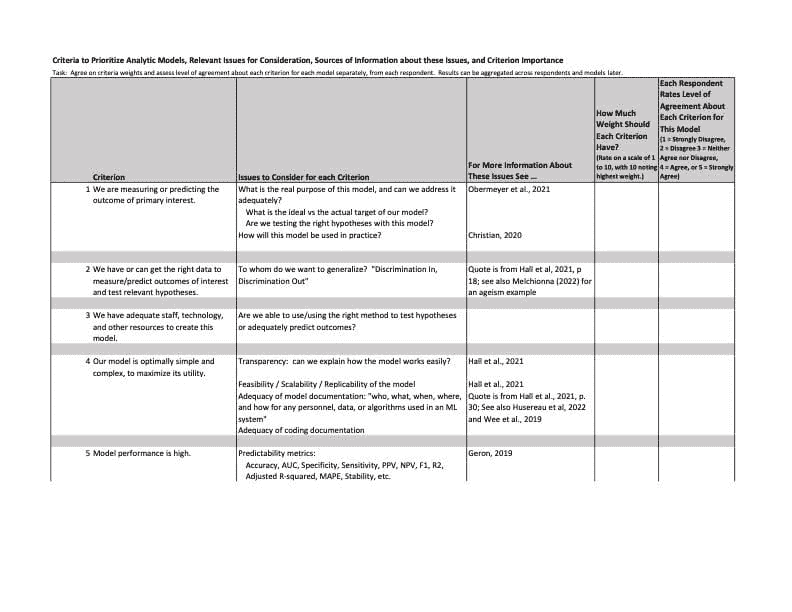 Criteria to Prioritize Analytic Models, Relevant Issues for Consideration, Sources of Information about these Issues, and Criterion Importance
Task: Agree on criteria weights and assess level of agreement about each criterion for each model separately, from each respondent. Results can be aggregated across respondents and models later.
Criterion
Issues to Consider for each Criterion
For More Information About
These Issues See ...
How Much
Weight Should
Each Criterion
Have?
(Rate on a scale of 1
to 10, with 10 noting
highest weight.)
Each Respondent
Rates Level of
Agreement About
Each Criterion for
This Model
(1 = Strongly Disagree,
2 = Disagree 3 = Neither
Agree nor Disagree,
4 = Agree, or 5 = Strongly
Agree)
1 We are measuring or predicting the
outcome of primary interest.
What is the real purpose of this model, and can we address it
adequately?
What is the ideal vs the actual target of our model?
Are we testing the right hypotheses with this model?
How will this model be used in practice?
Obermeyer et al., 2021
Christian, 2020
2 We have or can get the right data to
measure/predict outcomes of interest
and test relevant hypotheses.
To whom do we want to generalize? "Discrimination In,
Discrimination Out"
Quote is from Hall et al, 2021, p
18; see also Melchionna (2022) for
an ageism example
3 We have adequate staff, technology,
and other resources to create this
model.
Are we able to use/using the right method to test hypotheses
or adequately predict outcomes?
4 Our model is optimally simple and
complex, to maximize its utility.
Transparency: can we explain how the model works easily?
Feasibility / Scalability / Replicability of the model
Adequacy of model documentation: "who, what, when, where,
and how for any personnel, data, or algorithms used in an ML
system"
Adequacy of coding documentation
Hall et al., 2021
Hall et al., 2021
Quote is from Hall et al., 2021, p.
30; See also Husereau et al, 2022
and Wee et al., 2019
5 Model performance is high.
Predictability metrics:
Accuracy, AUC, Specificity, Sensitivity, PPV, NPV, F1, R2,
Adjusted R-squared, MAPE, Stability, etc.
Geron, 2019